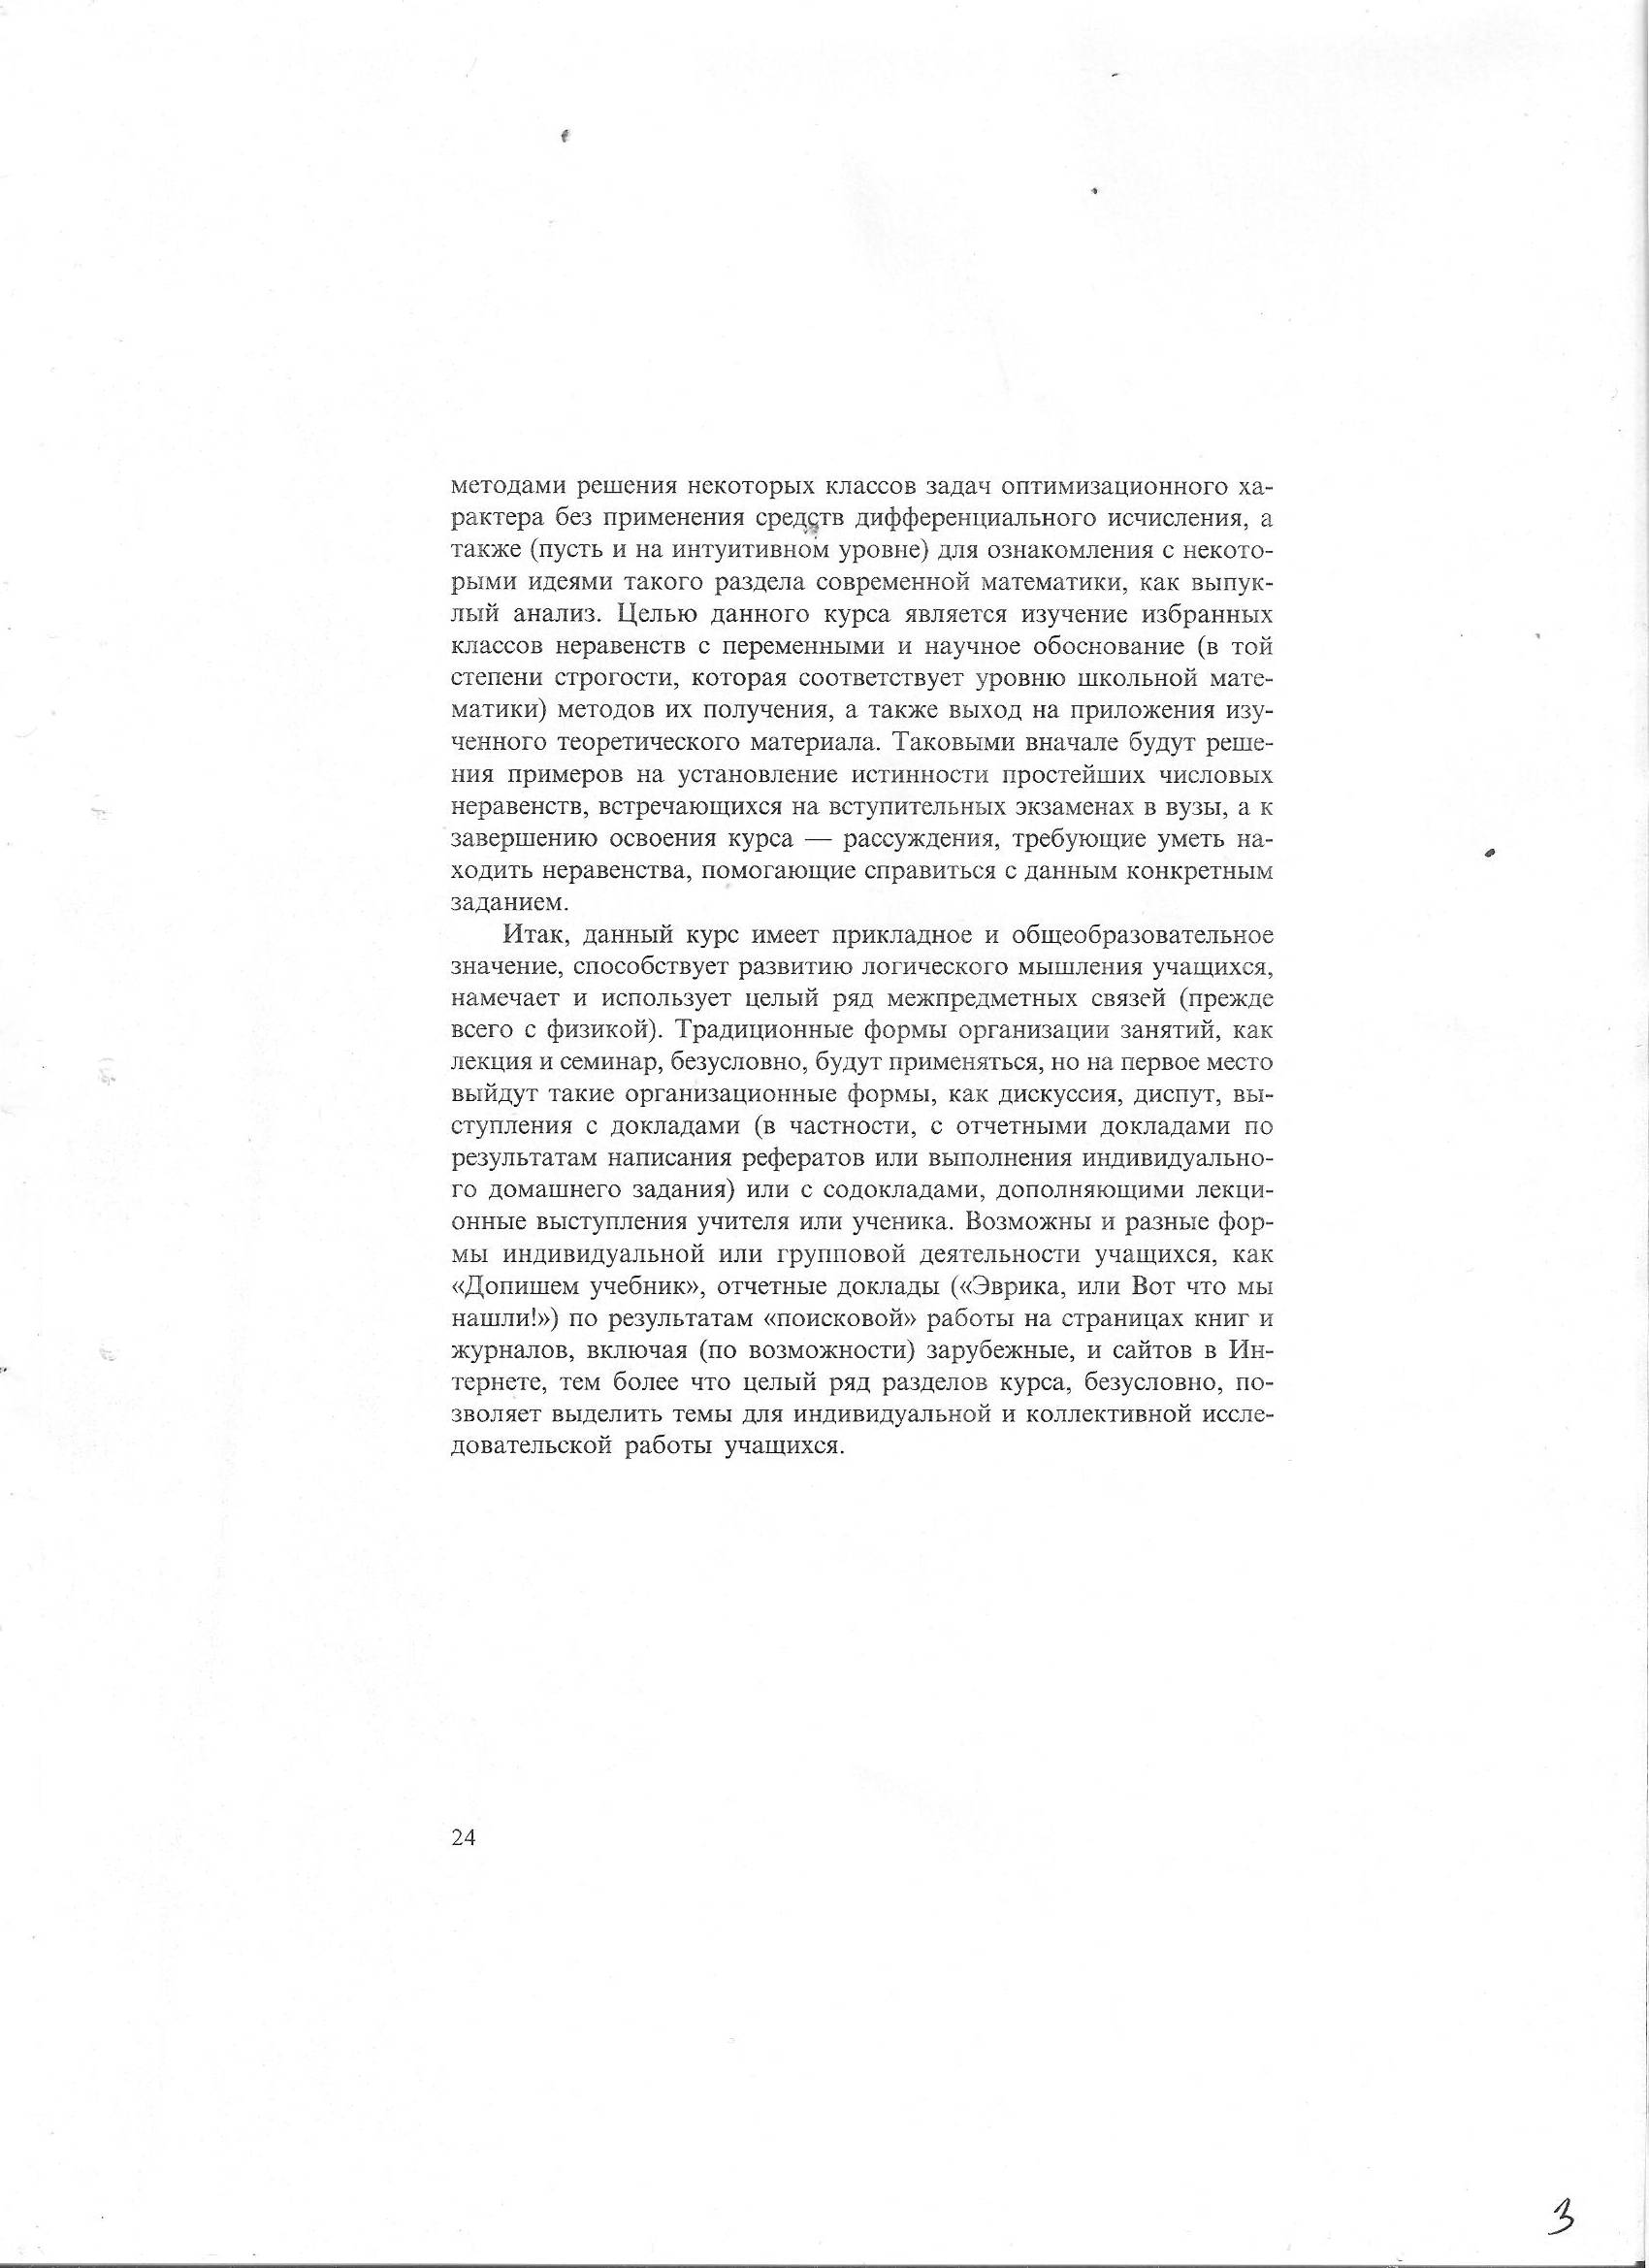 методами решения некоторых классов задач оптимизационного ха-
рактера без применения средств дифференциального исчисления, а
также (пусть и на интуитивном уровне) для ознакомления с некото-
рыми идеями такого раздела современной математики, как выпук-
лый анализ. Целью данного курса является изучение избранных
классов неравенств с переменными и научное обоснование (в той
степени строгости, которая соответствует уровню школьной мате-
матики) методов их получения, а также выход на приложения изу-
ченного теоретического материала. Таковыми вначале будут реше-
ния примеров на установление истинности простейших числовых
неравенств, встречающихся на вступительных экзаменах в вузы, а к
завершению освоения курса — рассуждения, требующие уметь на-
ходить неравенства, помогающие справиться с данным конкретным
заданием.
Итак, данный курс имеет прикладное и общеобразовательное
значение, способствует развитию логического мышления учащихся,
намечает и использует целый ряд межпредметных связей (прежде
всего с физикой). Традиционные формы организации занятий, как
лекция и семинар, безусловно, будут применяться, но на первое место
выйдут такие организационные формы, как дискуссия, диспут, вы-
ступления с докладами (в частности, с отчетными докладами по
результатам написания рефератов или выполнения индивидуально-
го домашнего задания) или с содокладами, дополняющими лекци-
онные выступления учителя или ученика. Возможны и разные фор-
мы индивидуальной или групповой деятельности учащихся, как
«Допишем учебник», отчетные доклады («Эврика, или Вот что мы
нашли!») по результатам «поисковой» работы на страницах книг и
журналов, включая (по возможности) зарубежные, и сайтов в Ин-
тернете, тем более что целый ряд разделов курса, безусловно, по-
зволяет выделить темы для индивидуальной и коллективной иссле-
довательской работы учащихся.
24
3